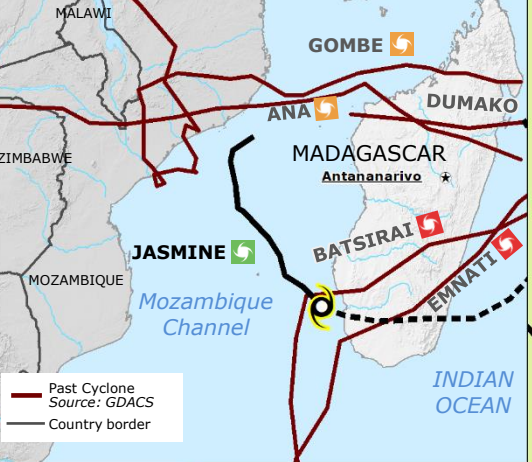 MALAWI
GOMBE
ANA
DUMAKO
ZIMBABWE
MADAGASCAR
Antananarivo
BATSIRAI
JASMINE
EMNATI
MOZAMBIQUE
Mozambique
Channel
INDIAN
OCEAN
Past Cyclone
Source: GDACS
Country border